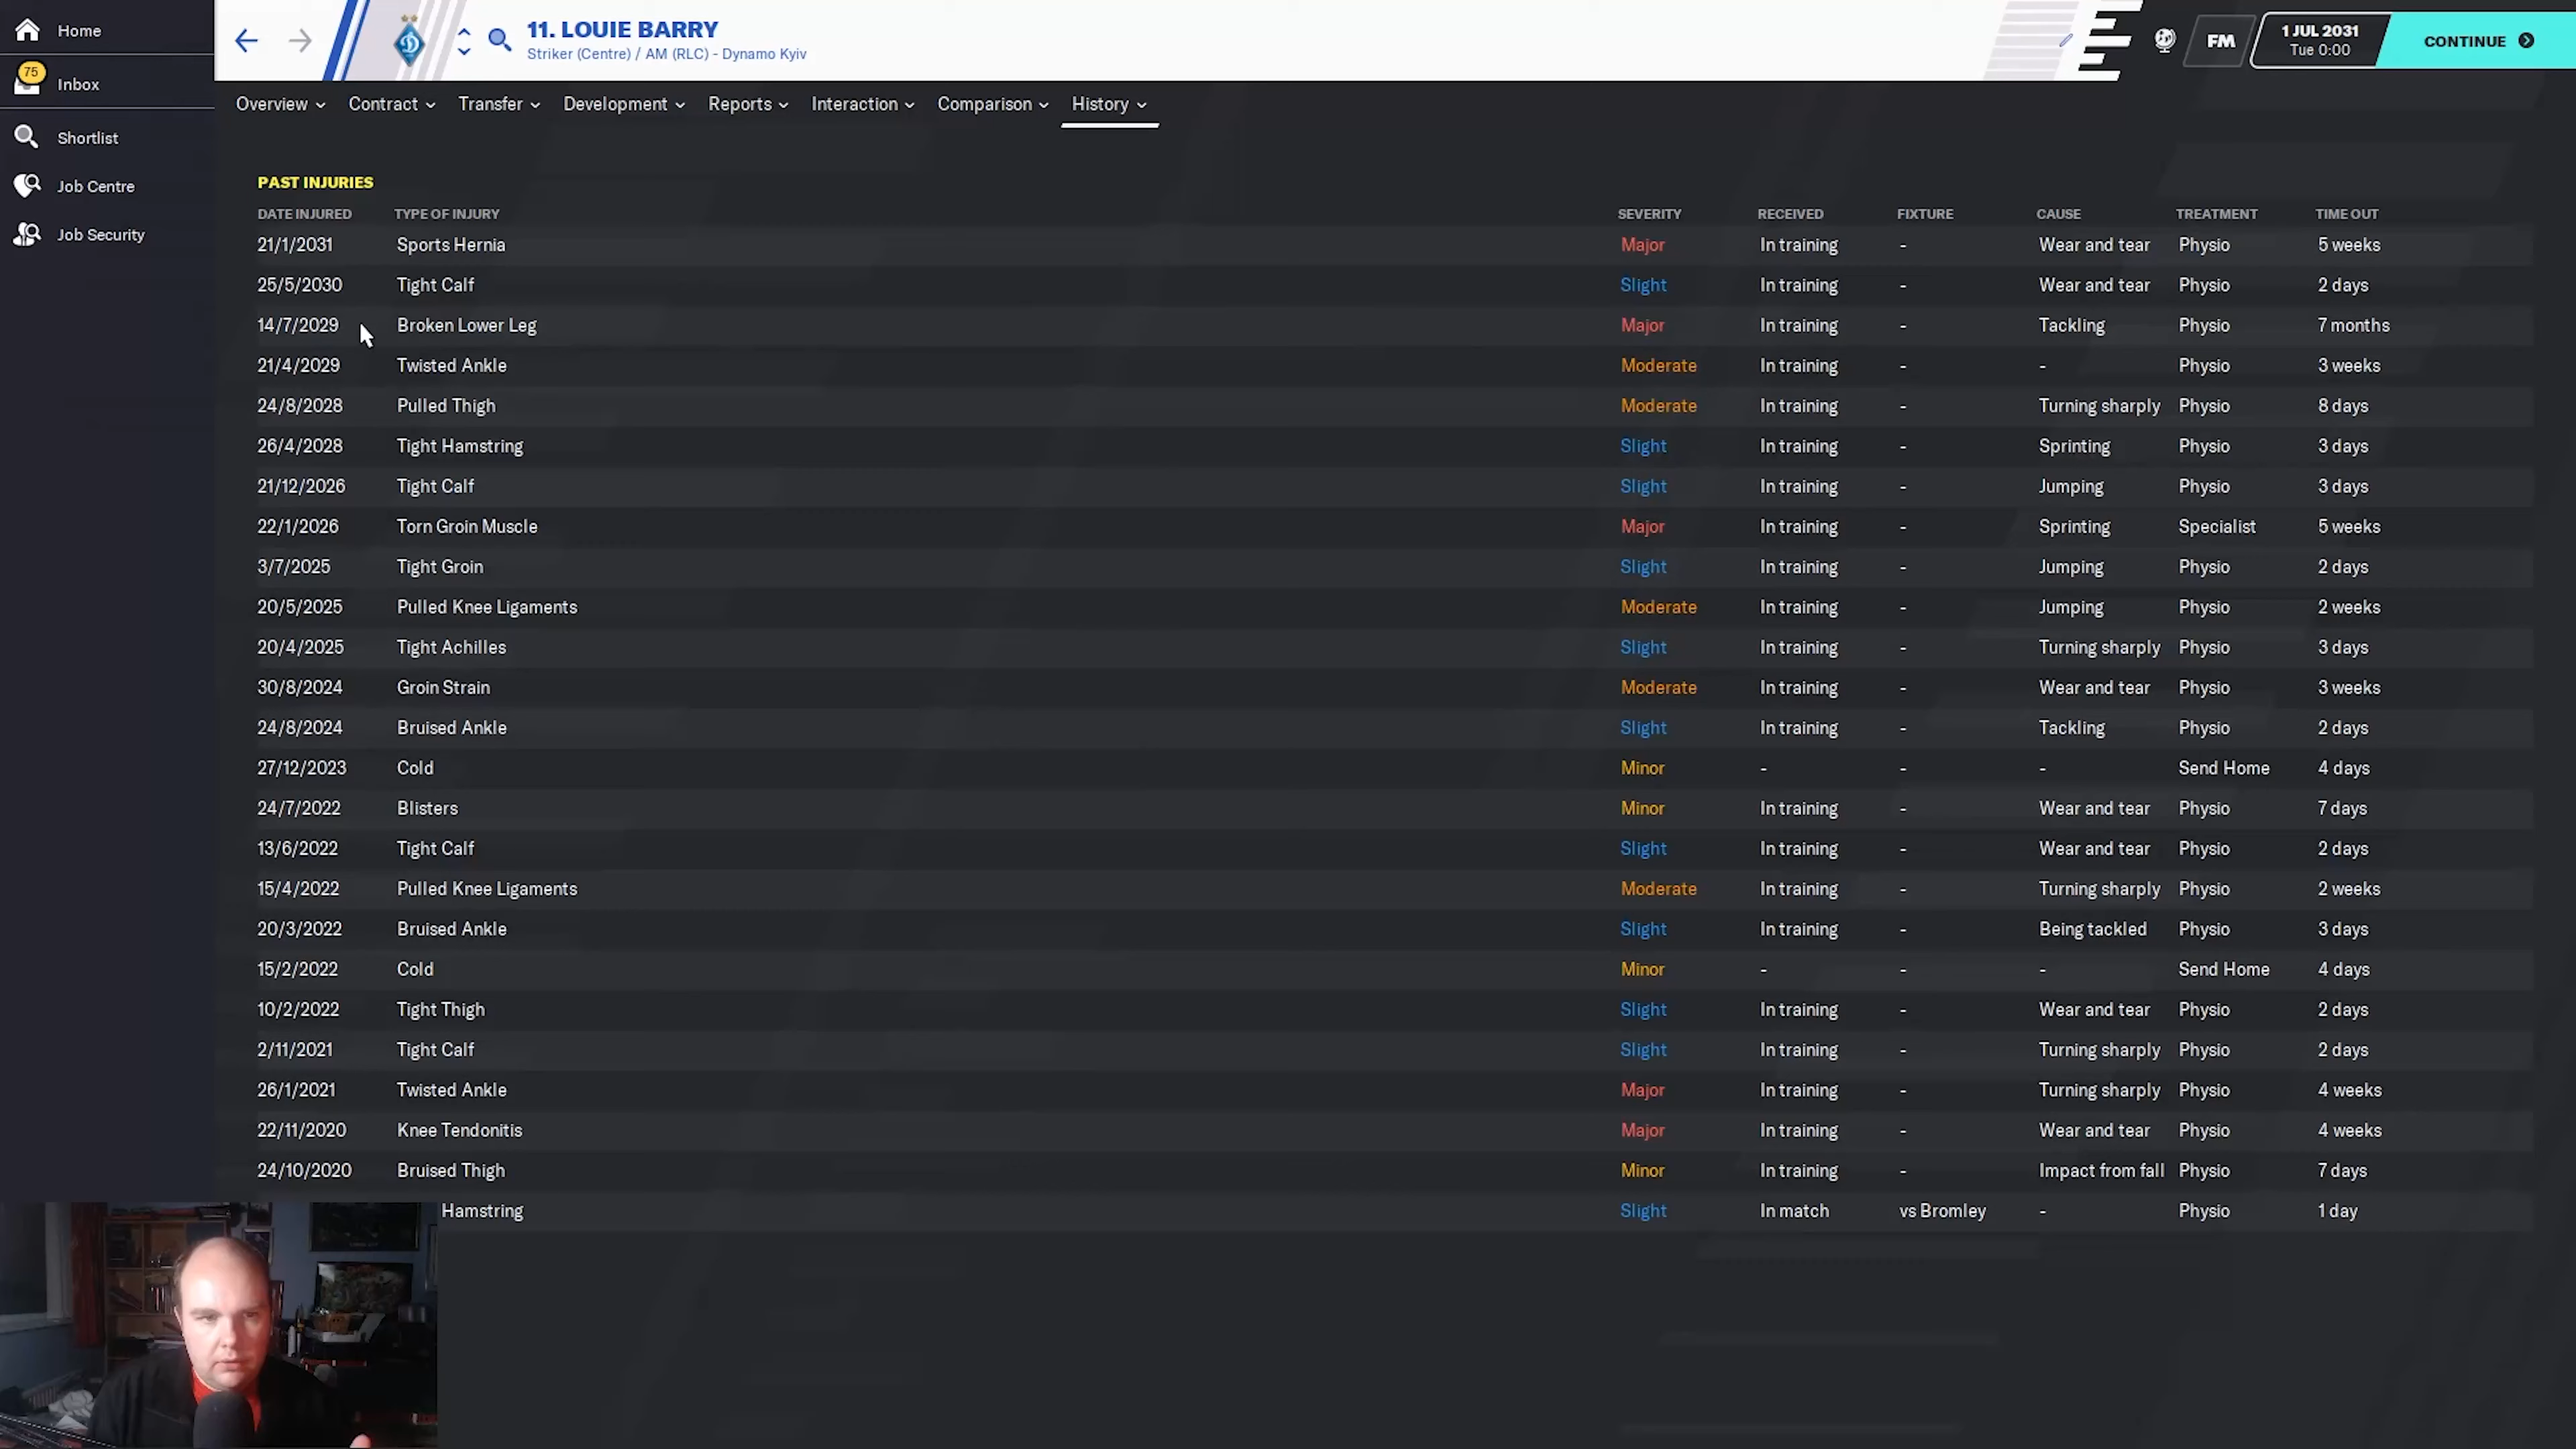 Home
75
Inbox
Shortlist
Job Centre
Job Security
11. LOUIE BARRY
Striker (Centre) / AM (RLC) - Dynamo Kyiv
FM
1 JUL 2031
Tue 0:00
CONTINUE
Overview Contract Transfer Development Reports Interaction Comparison History
PAST INJURIES
DATE INJURED TYPE OF INJURY SEVERITY RECEIVED FIXTURE CAUSE TREATMENT TIME OUT
21/1/2031 Sports Hernia Major In training - Wear and tear Physio 5 weeks
25/5/2030 Tight Calf Slight In training - Wear and tear Physio 2 days
14/7/2029 Broken Lower Leg Major In training - Tackling Physio 7 months
21/4/2029 Twisted Ankle Moderate In training - - Physio 3 weeks
24/8/2028 Pulled Thigh Moderate In training - Turning sharply Physio 8 days
26/4/2028 Tight Hamstring Slight In training - Sprinting Physio 3 days
21/12/2026 Tight Calf Slight In training - Jumping Physio 3 days
22/1/2026 Torn Groin Muscle Major In training - Sprinting Specialist 5 weeks
3/7/2025 Tight Groin Slight In training - Jumping Physio 2 days
20/5/2025 Pulled Knee Ligaments Moderate In training - Jumping Physio 2 weeks
20/4/2025 Tight Achilles Slight In training - Turning sharply Physio 3 days
30/8/2024 Groin Strain Moderate In training - Wear and tear Physio 3 weeks
24/8/2024 Bruised Ankle Slight In training - Tackling Physio 2 days
27/12/2023 Cold Minor - - - Send Home 4 days
24/7/2022 Blisters Minor In training - Wear and tear Physio 7 days
13/6/2022 Tight Calf Slight In training - Wear and tear Physio 2 days
15/4/2022 Pulled Knee Ligaments Moderate In training - Turning sharply Physio 2 weeks
20/3/2022 Bruised Ankle Slight In training - Being tackled Physio 3 days
15/2/2022 Cold Minor - - - Send Home 4 days
10/2/2022 Tight Thigh Slight In training - Wear and tear Physio 2 days
2/11/2021 Tight Calf Slight In training - Turning sharply Physio 2 days
26/1/2021 Twisted Ankle Major In training - Turning sharply Physio 4 weeks
22/11/2020 Knee Tendonitis Major In training - Wear and tear Physio 4 weeks
24/10/2020 Bruised Thigh Minor In training - Impact from fall Physio 7 days
Hamstring Slight In match vs Bromley - Physio 1 day